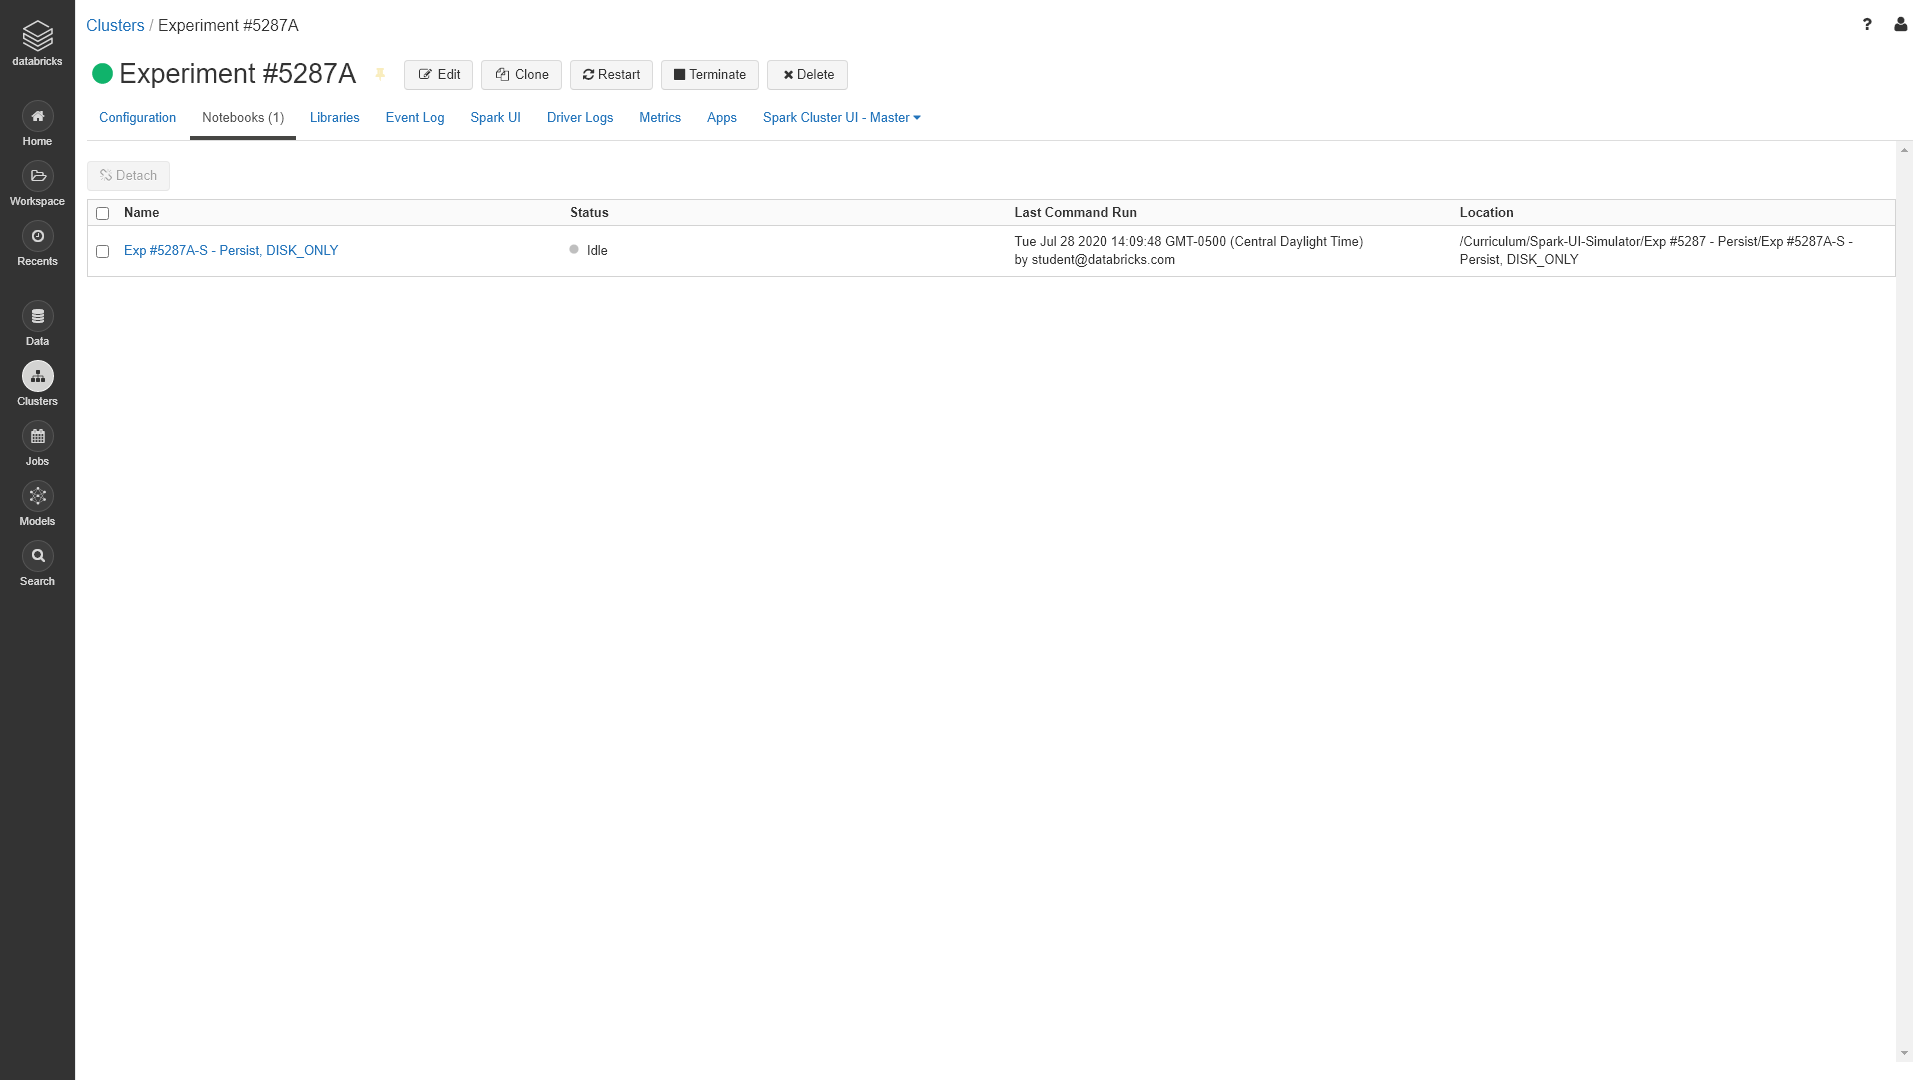 databricks
Home
Workspace
Recents
Data
Clusters
Jobs
Models
Search
Clusters / Experiment #5287A
?
Experiment #5287A
Edit
Clone
Restart
Terminate
Delete
Configuration
Notebooks (1)
Libraries
Event Log
Spark UI
Driver Logs
Metrics
Apps
Spark Cluster UI - Master
Detach
Name
Status
Last Command Run
Location
Exp #5287A-S - Persist, DISK_ONLY
Idle
Tue Jul 28 2020 14:09:48 GMT-0500 (Central Daylight Time)
by student@databricks.com
/Curriculum/Spark-UI-Simulator/Exp #5287 - Persist/Exp #5287A-S -
Persist, DISK_ONLY